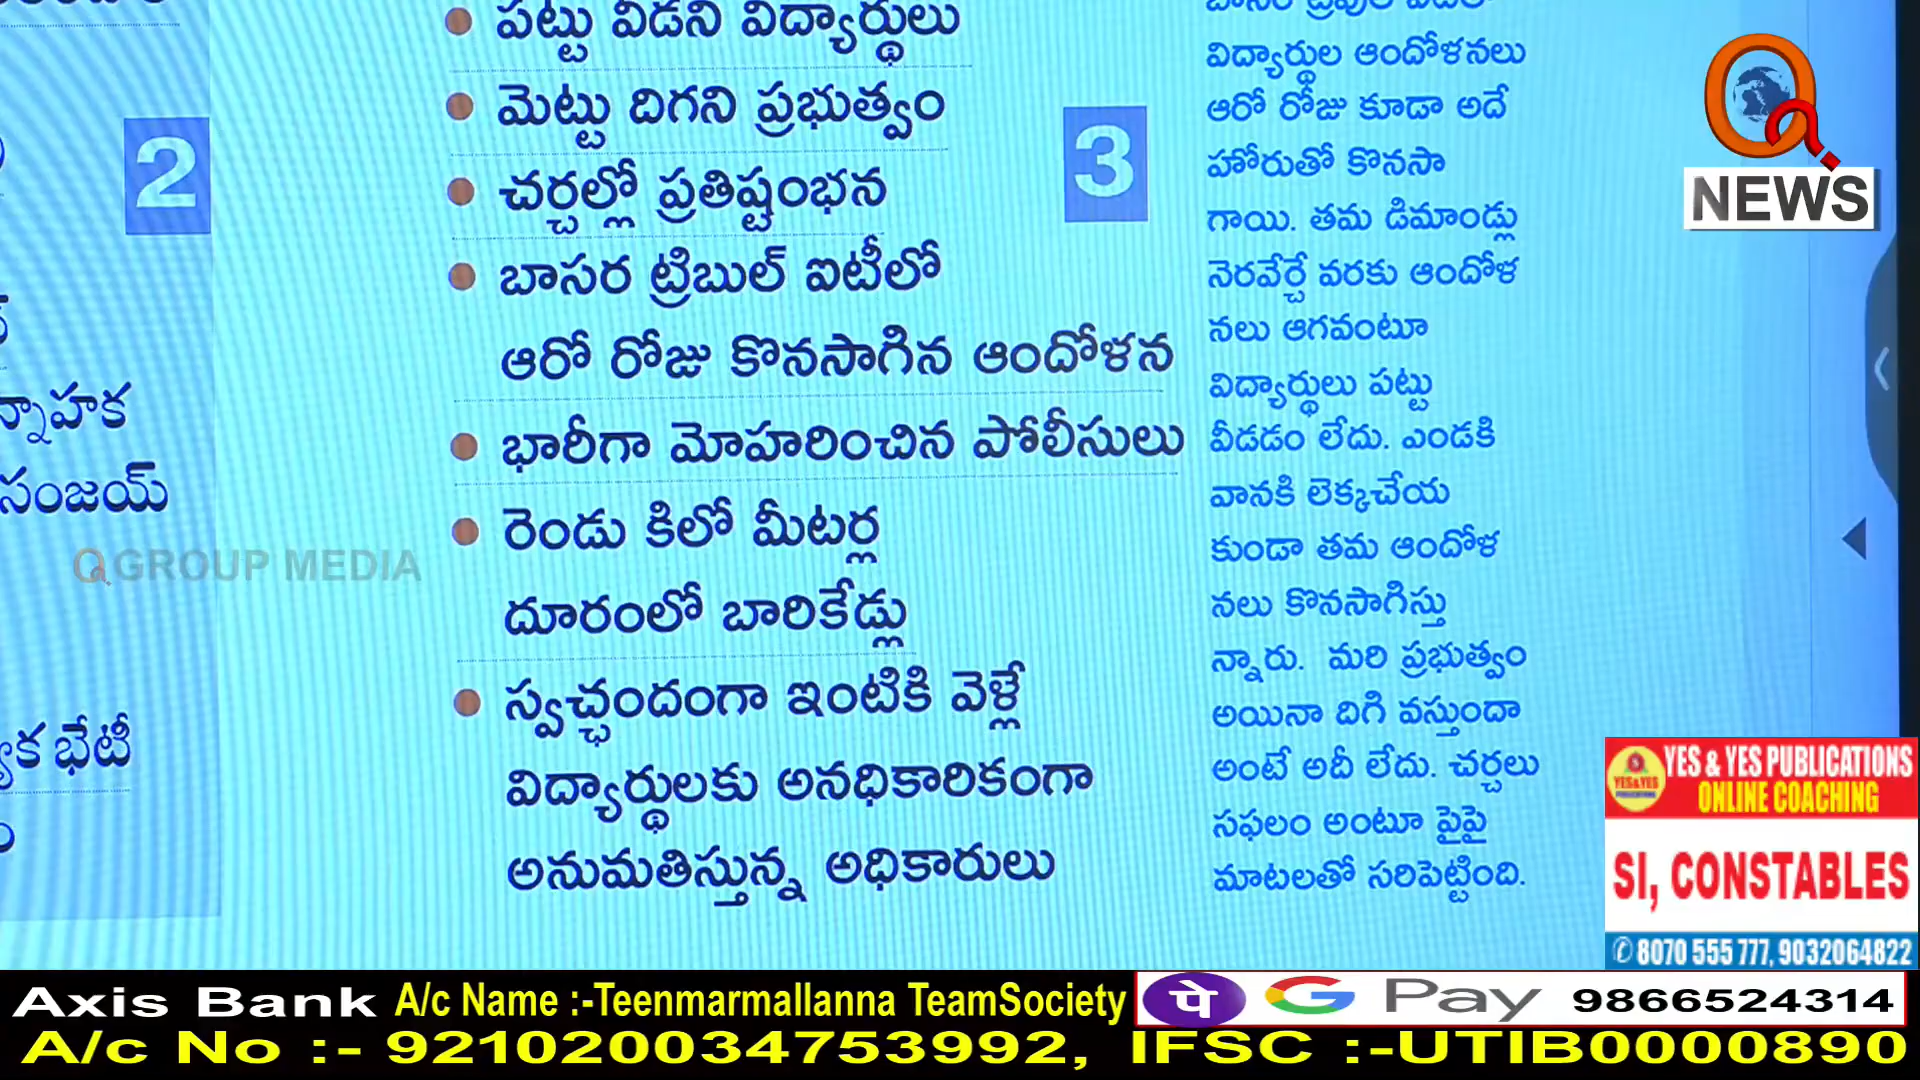 2
న్నాహక
సంజయ్
క భేటీ
పట్టు వీడని విద్యార్థులు
మెట్టు దిగని ప్రభుత్వం
చర్చల్లో ప్రతిష్టంభన
బాసర ట్రిబుల్ ఐటీలో
ఆరో రోజు కొనసాగిన ఆందోళన
భారీగా మోహరించిన పోలీసులు
రెండు కిలో మీటర్ల
దూరంలో బారికేడ్లు
స్వచ్ఛందంగా ఇంటికి వెళ్లే
విద్యార్థులకు అనధికారికంగా
అనుమతిస్తున్న అధికారులు
3
విద్యార్థుల ఆందోళనలు
ఆరో రోజు కూడా అదే
హోరుతో కొనసా
గాయి. తమ డిమాండ్లు
నెరవేర్చే వరకు ఆందోళ
నలు ఆగవంటూ
విద్యార్థులు పట్టు
వీడడం లేదు. ఎండకి
వానకి లెక్కచేయ
కుండా తమ ఆందోళ
నలు కొనసాగిస్తు
న్నారు. మరి ప్రభుత్వం
అయినా దిగి వస్తుందా
అంటే అదీ లేదు. చర్చలు
సఫలం అంటూ పైపై
మాటలతో సరిపెట్టింది.
Q GROUP MEDIA
Q
NEWS
YES & YES PUBLICATIONS
ONLINE COACHING
SI, CONSTABLES
8070 555 777, 9032064822
Axis Bank A/c Name :-Teenmarmallanna TeamSociety
पे G Pay 9866524314
A/c No :- 921020034753992, IFSC :-UTIB0000890